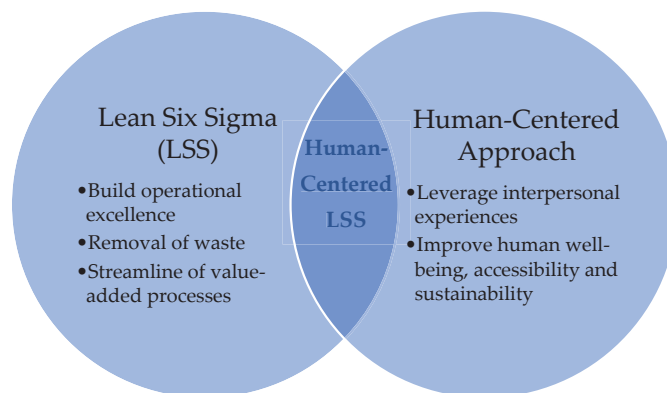 Lean Six Sigma
(LSS)
•Build operational
excellence
•Removal of waste
•Streamline of value-
added processes
Human-
Centered
LSS
Human-Centered
Approach
•Leverage interpersonal
experiences
•Improve human well-
being, accessibility and
sustainability